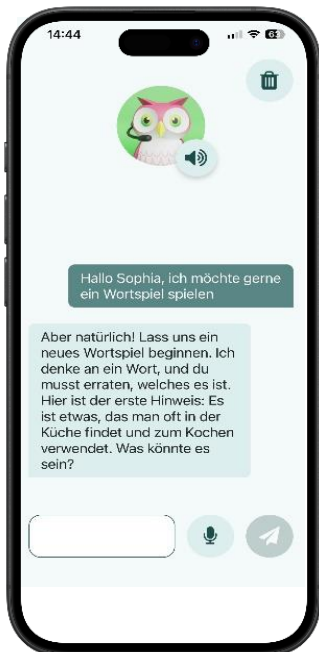 14:44
63
Hallo Sophia, ich möchte gerne
ein Wortspiel spielen
Aber natürlich! Lass uns ein
neues Wortspiel beginnen. Ich
denke an ein Wort, und du
musst erraten, welches es ist.
Hier ist der erste Hinweis: Es
ist etwas, das man oft in der
Küche findet und zum Kochen
verwendet. Was könnte es
sein?